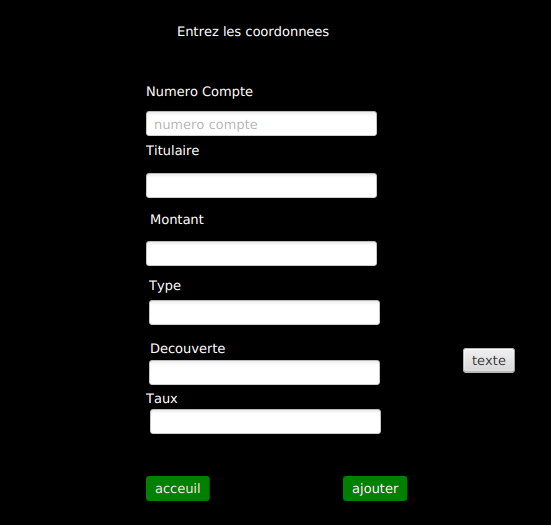 Entrez les coordonnees
Numero Compte
numero compte
Titulaire
Montant
Type
Decouverte
texte
Taux
acceuil
ajouter